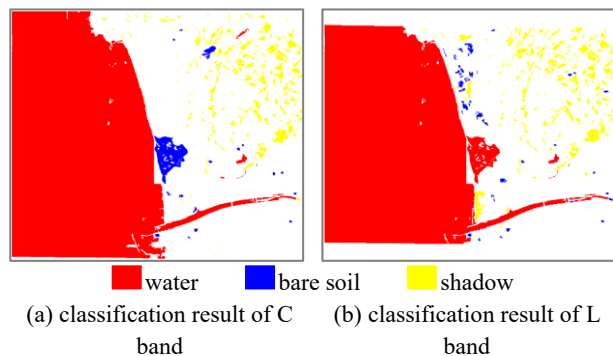 water bare soil shadow
(a) classification result of C band
(b) classification result of L band